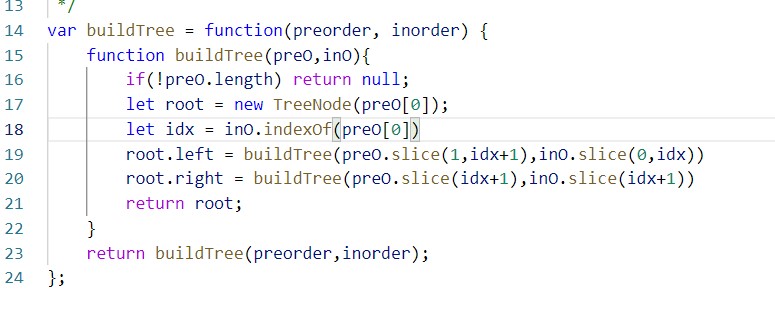 13  */
14 var buildTree = function(preorder, inorder) {
15     function buildTree(preO,inO){
16         if(!preO.length) return null;
17         let root = new TreeNode(preO[0]);
18         let idx = inO.indexOf(preO[0])
19         root.left = buildTree(preO.slice(1,idx+1),inO.slice(0,idx))
20         root.right = buildTree(preO.slice(idx+1),inO.slice(idx+1))
21         return root;
22     }
23     return buildTree(preorder,inorder);
24 };